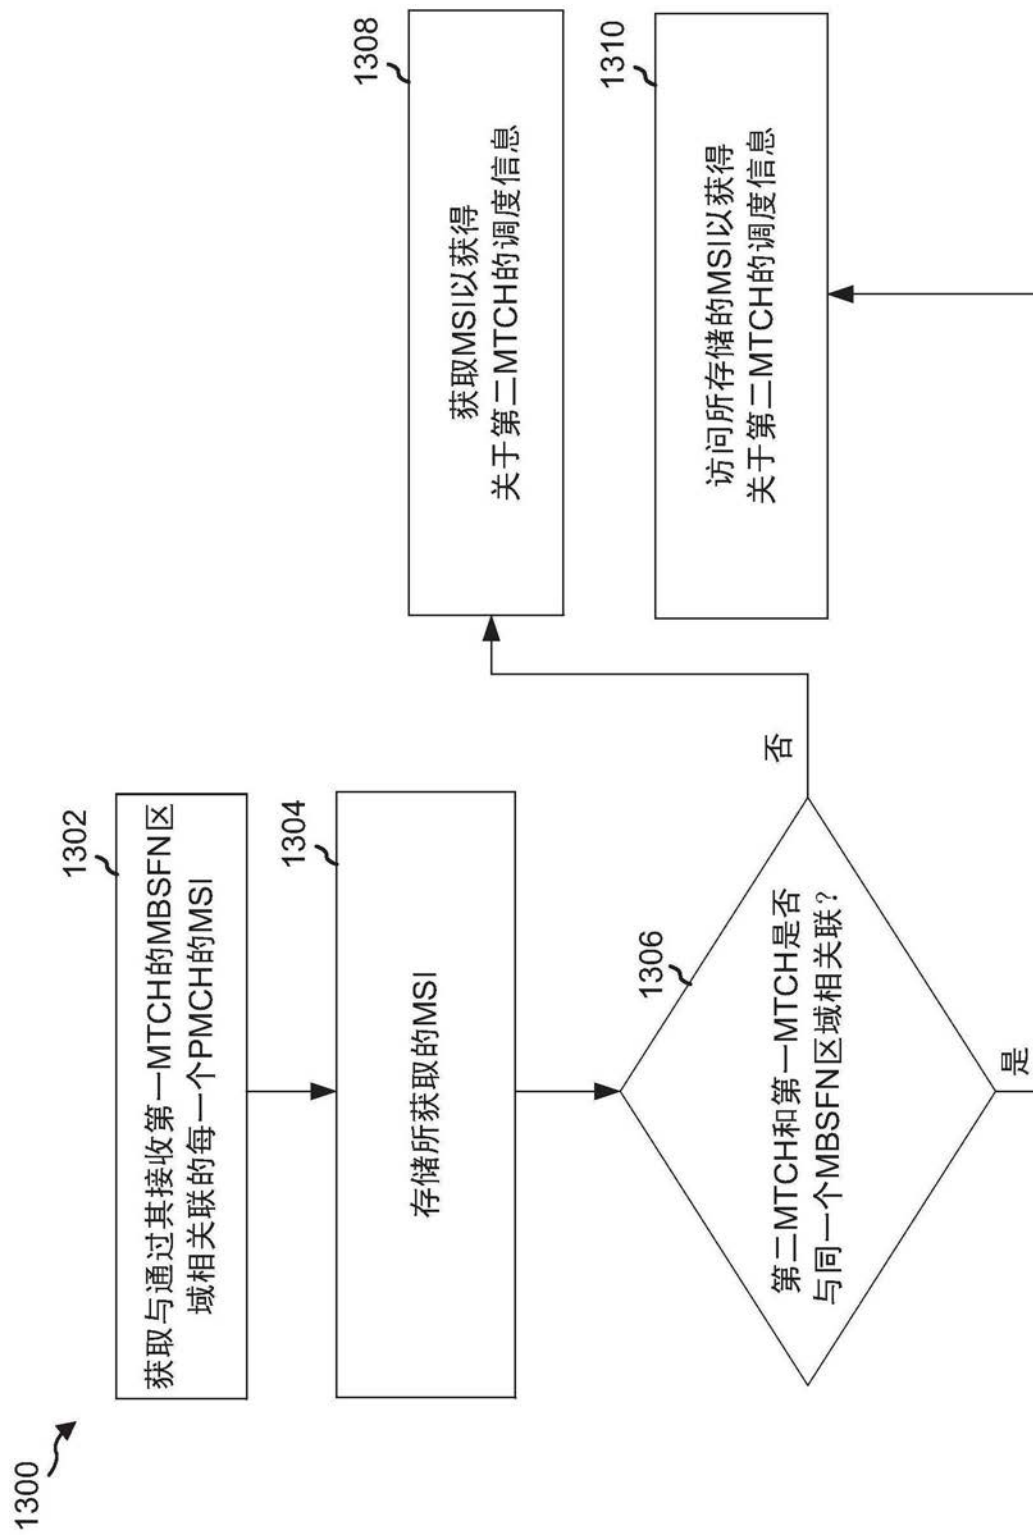 1300
1302
获取与通过其接收第一MTCH的MBSFN区
域相关联的每一个PMCH的MSI
1304
存储所获取的MSI
1306
第二MTCH和第一MTCH是否
与同一个MBSFN区域相关联？
否
是
1308
获取MSI以获得
关于第二MTCH的调度信息
1310
访问所存储的MSI以获得
关于第二MTCH的调度信息